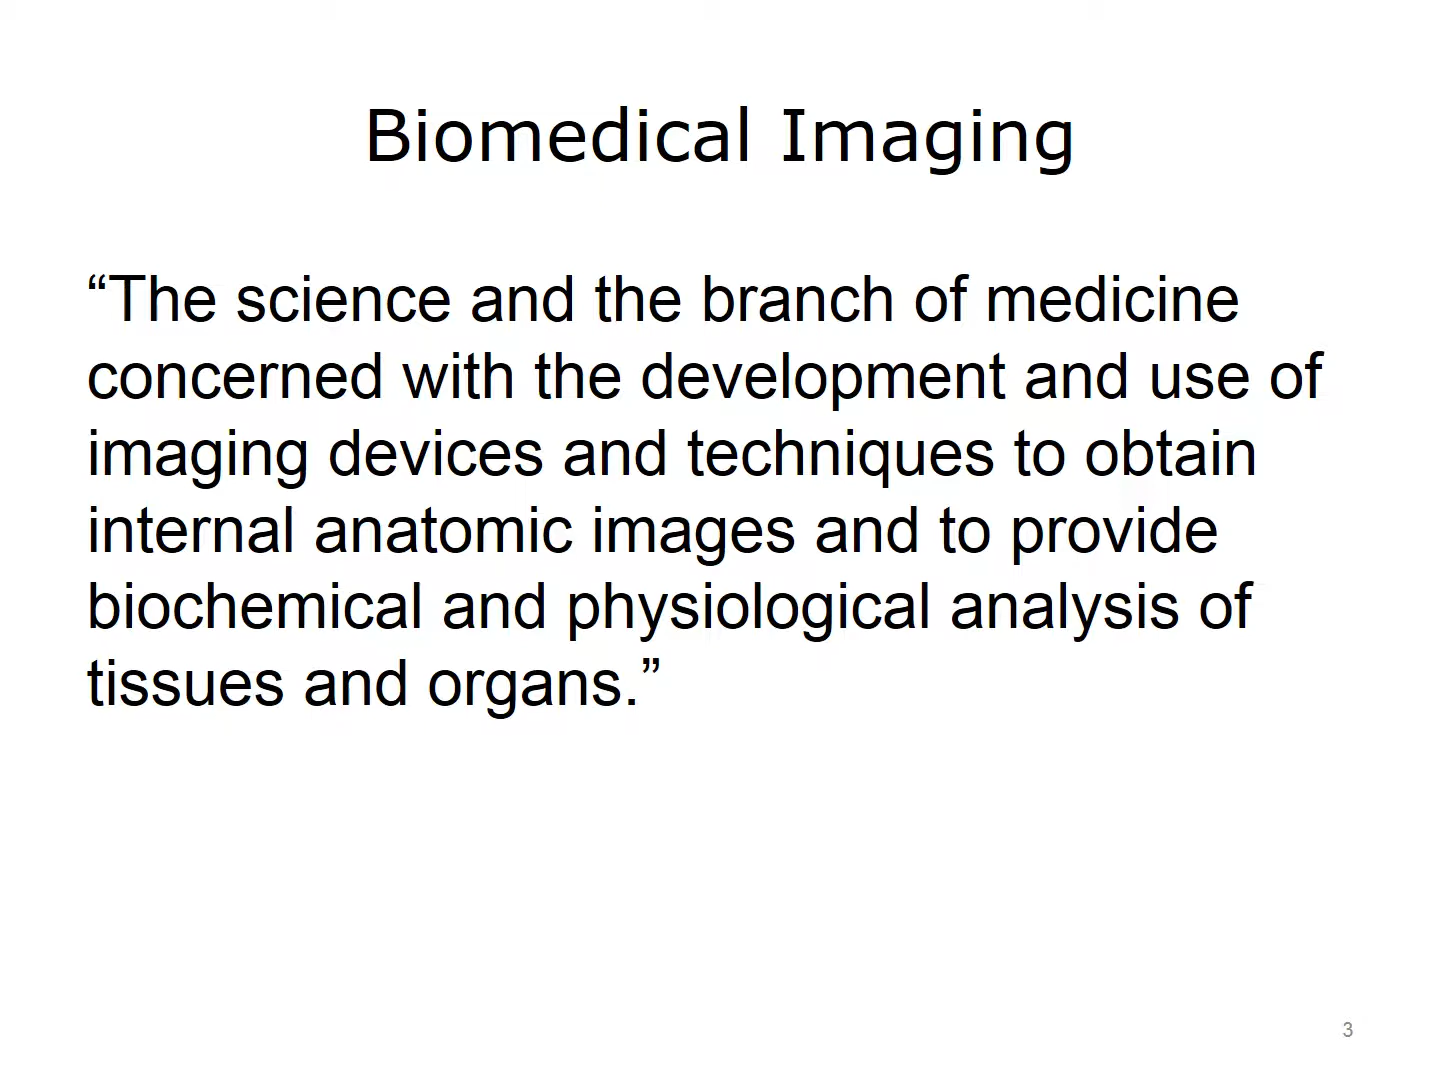 Biomedical Imaging
“The science and the branch of medicine
concerned with the development and use of
imaging devices and techniques to obtain
internal anatomic images and to provide
biochemical and physiological analysis of
tissues and organs.”
3